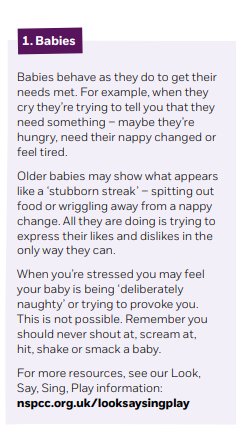 1. Babies
Babies behave as they do to get their
needs met. For example, when they
cry they're trying to tell you that they
need something – maybe they're
hungry, need their nappy changed or
feel tired.
Older babies may show what appears
like a 'stubborn streak' – spitting out
food or wriggling away from a nappy
change. All they are doing is trying to
express their likes and dislikes in the
only way they can.
When you're stressed you may feel
your baby is being 'deliberately
naughty' or trying to provoke you.
This is not possible. Remember you
should never shout at, scream at,
hit, shake or smack a baby.
For more resources, see our Look,
Say, Sing, Play information:
nspcc.org.uk/looksaysingplay